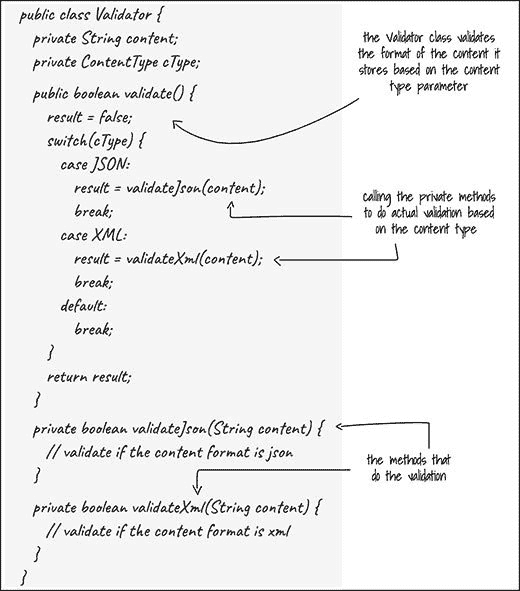 public class Validator {
private String content;
private ContentType cType;
public boolean validate() {
result = false;
switch(cType) {
case JSON:
result = validateJson(content);
break;
case XML:
result = validateXml(content);
break;
default:
break;
}
return result;
}
private boolean validateJson(String content) {
// validate if the content format is json
}
private boolean validateXml(String content) {
// validate if the content format is xml
}
}
the Validator class validates
the format of the content it
stores based on the content
type parameter
calling the private methods
to do actual validation based
on the content type
the methods that
do the validation